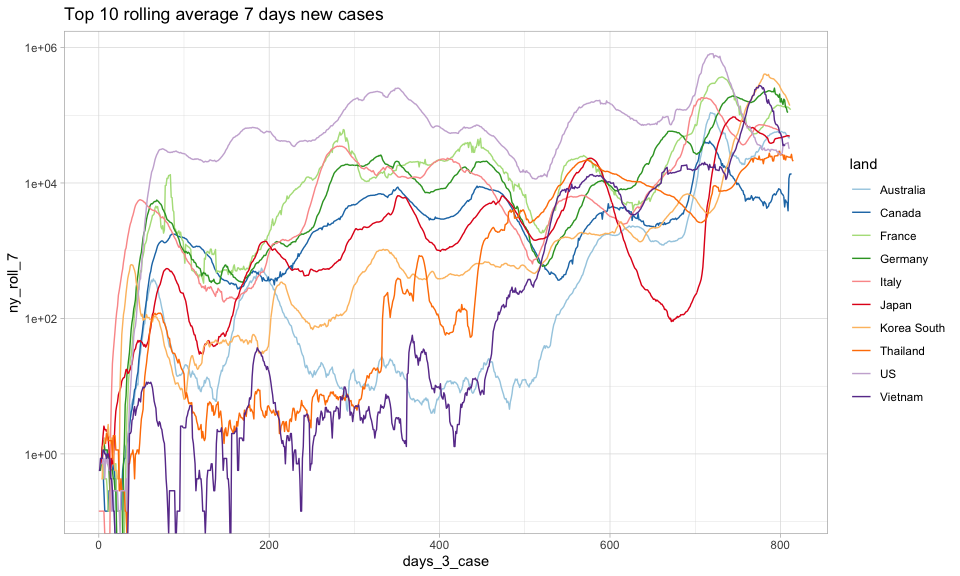 Top 10 rolling average 7 days new cases
1e+06
1e+04
1e+02
1e+00
ny_roll_7
0
200
400
600
800
days_3_case
land
Australia
Canada
France
Germany
Italy
Japan
Korea South
Thailand
US
Vietnam